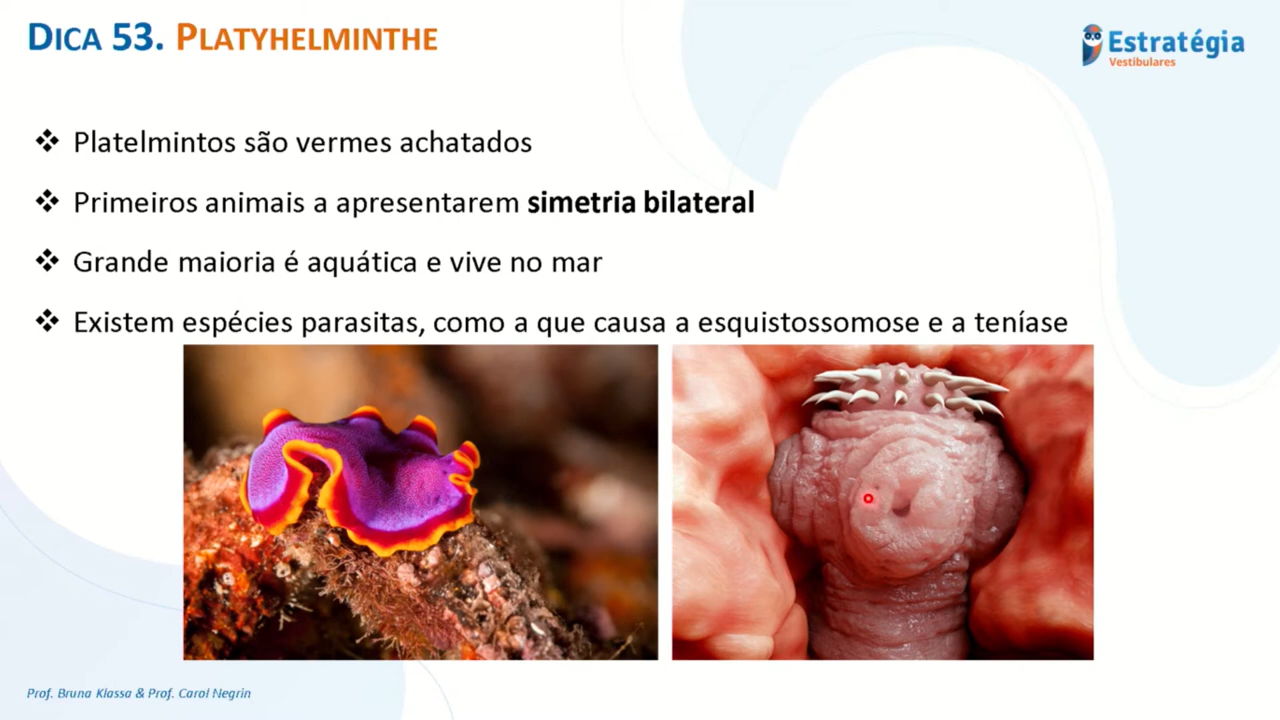 DICA 53. PLATYHELMINTHE
Estratégia
Vestibulares
❖ Platelmintos são vermes achatados
❖ Primeiros animais a apresentarem simetria bilateral
❖ Grande maioria é aquática e vive no mar
❖ Existem espécies parasitas, como a que causa a esquistossomose e a teníase
Prof. Bruna Klassa & Prof. Carol Negrin